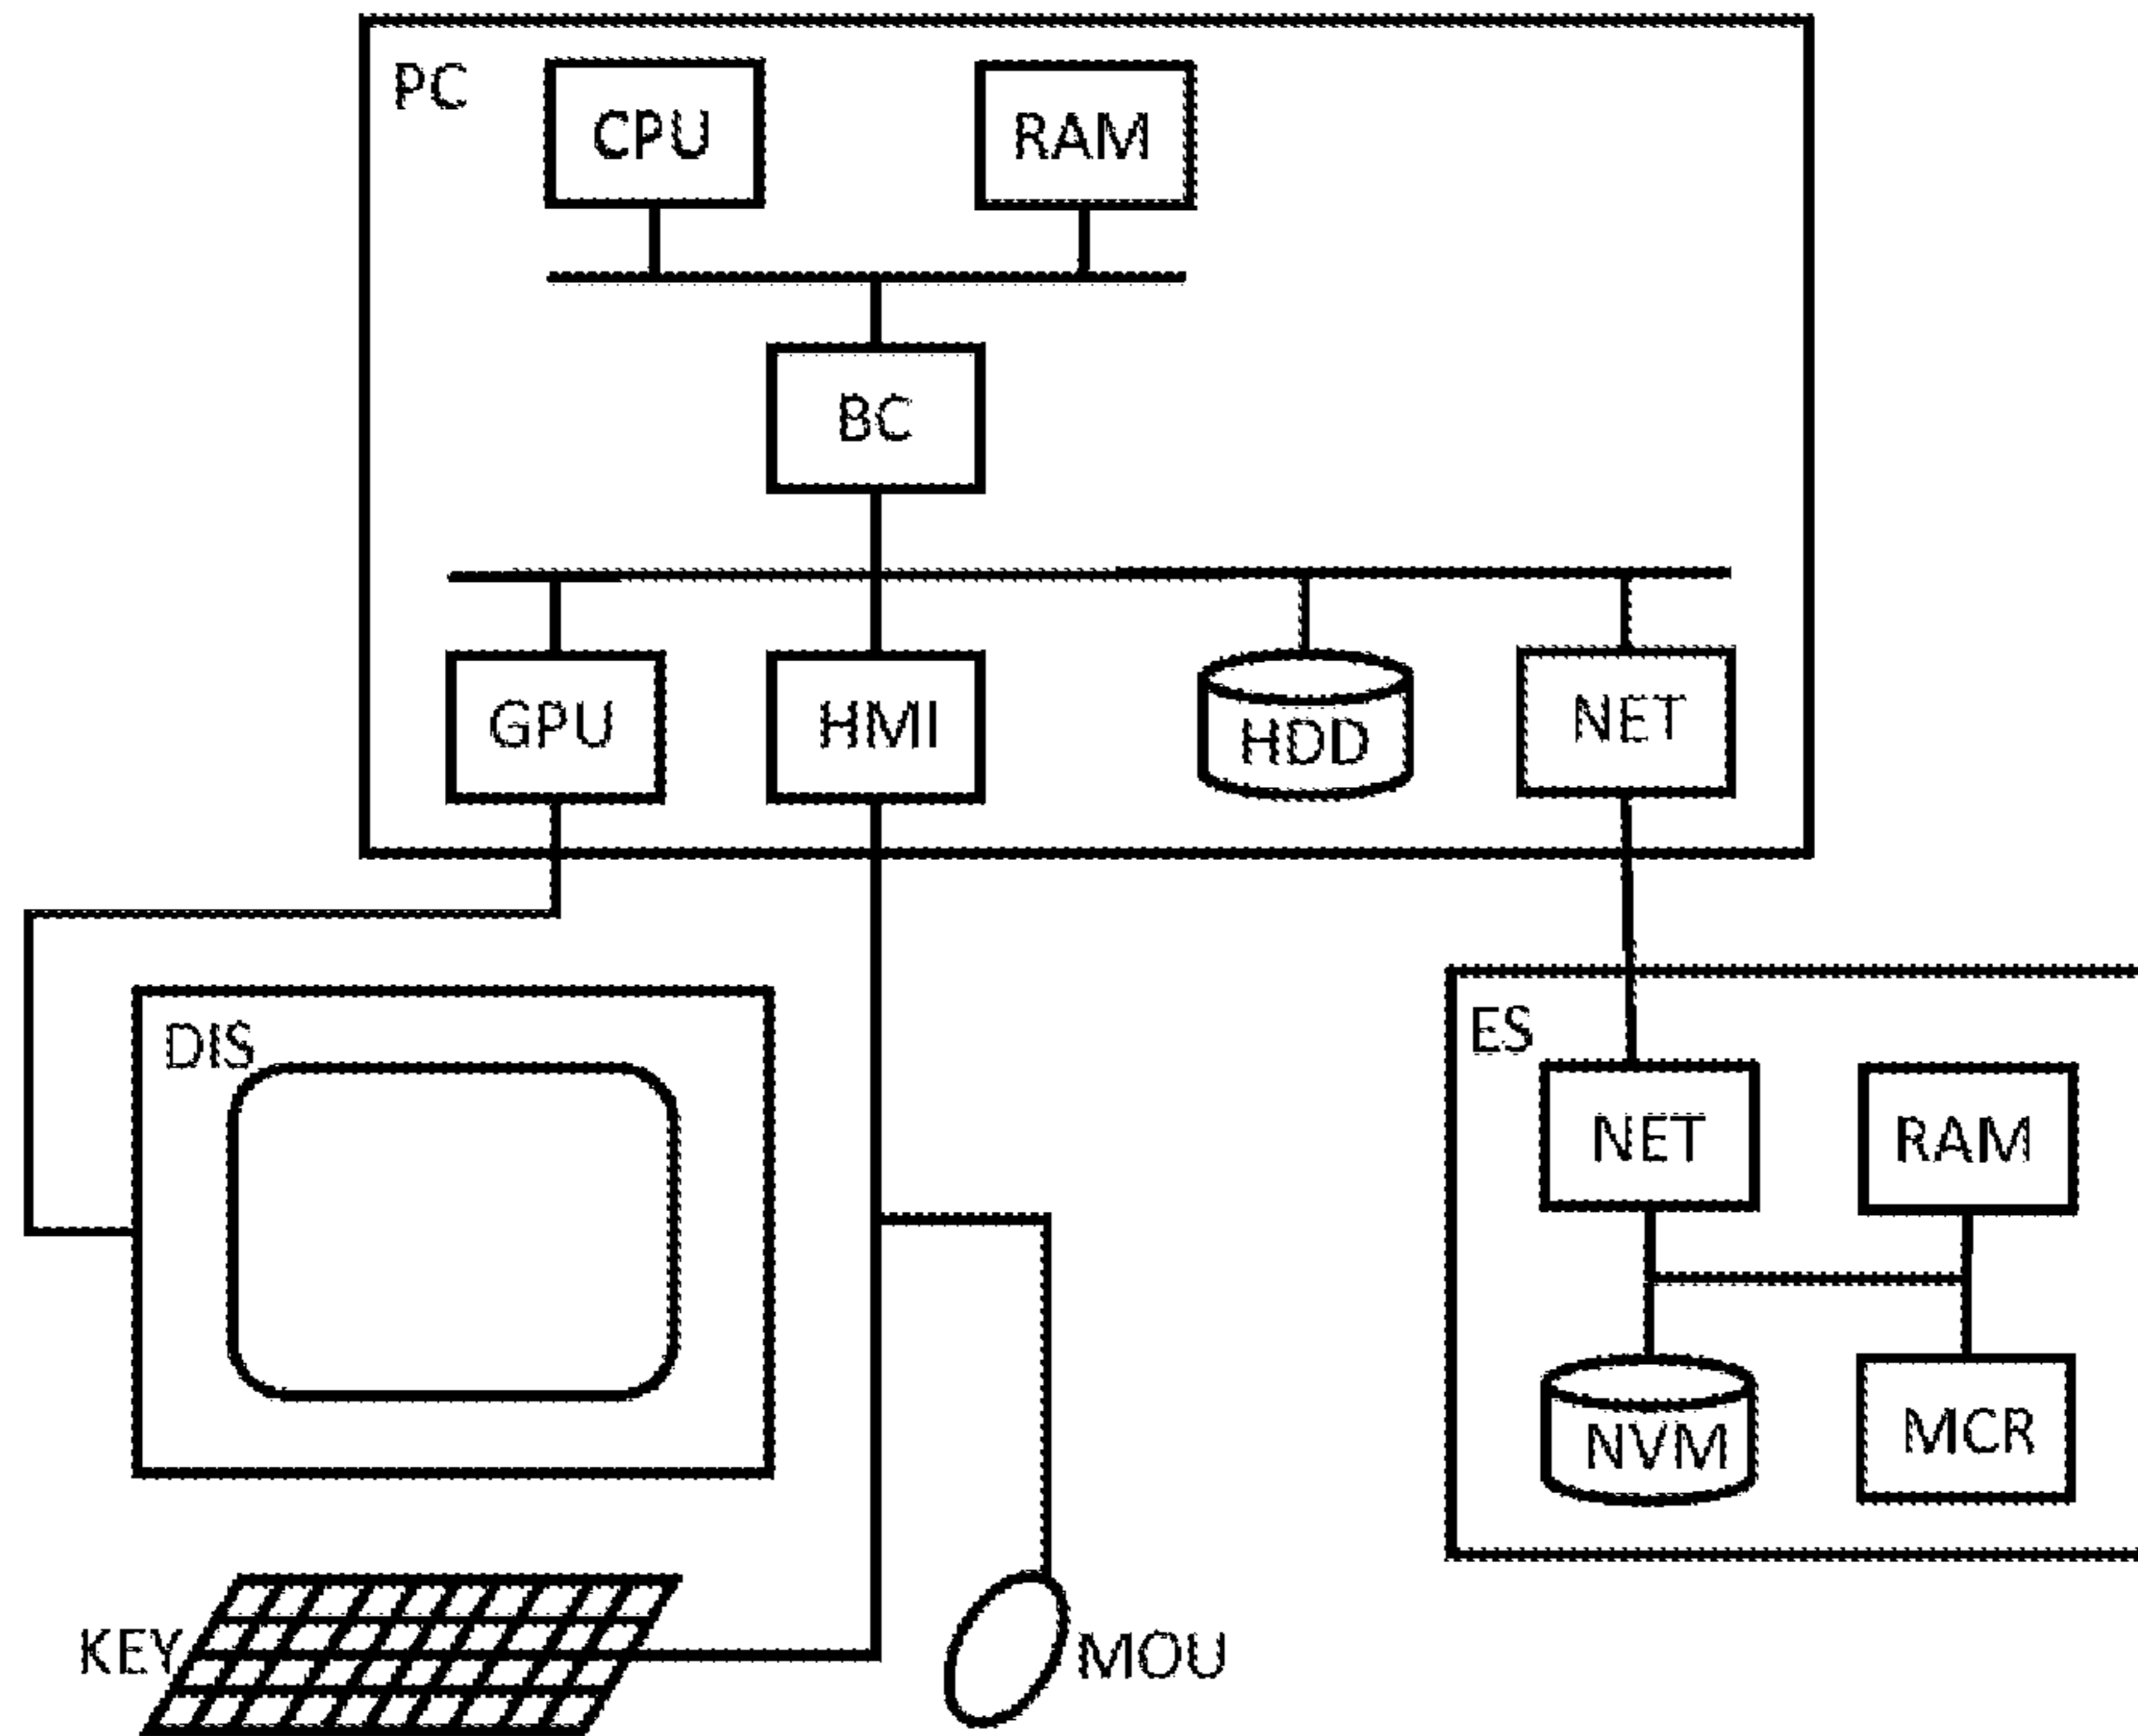 PC
CPU
RAM
BC
GPU
HMI
HDD
NET
DIS
ES
NET
RAM
NVM
MCR
KEY
MOU